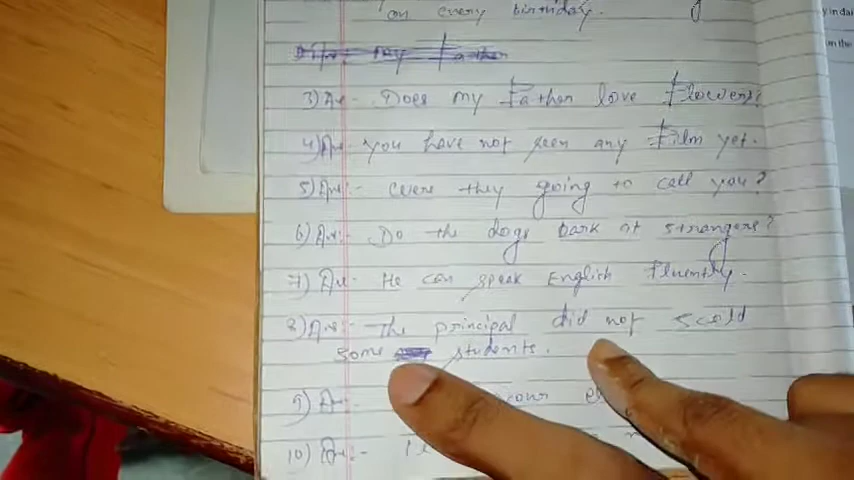 on every birthday.
3) Ans- Does my Father love Flowers?
4) Ans- you have not seen any Film yet.
5) Ans:- were they going to call you?
6) Ans:- Do the dogs bark at strangers?
7) Ans- He can speak English Fluently.
8) Ans:- the principal did not scold
some students.
9) Ans:-
10) Ans:-